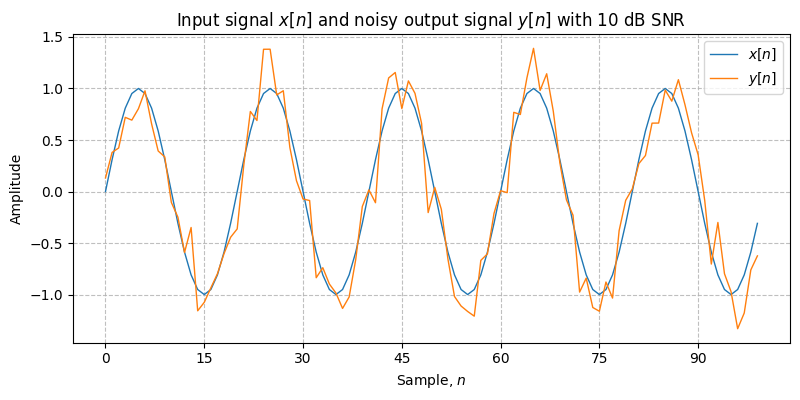 Input signal x[n] and noisy output signal y[n] with 10 dB SNR
1.5
1.0
0.5
0.0
−0.5
−1.0
Amplitude
x[n]
y[n]
0 15 30 45 60 75 90
Sample, n